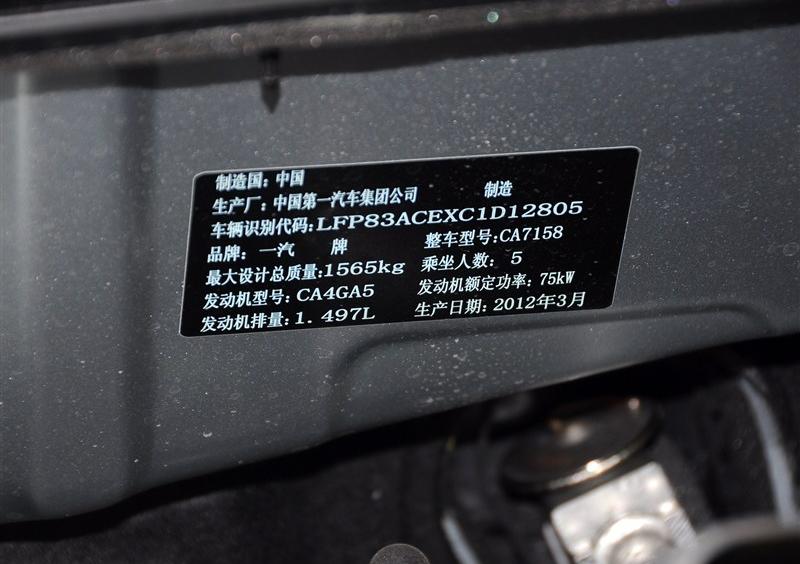 制造国：中国
生产厂：中国第一汽车集团公司 制造
车辆识别代码：LFP83ACEXC1D12805
品牌：一汽 牌 整车型号：CA7158
最大设计总质量：1565kg 乘坐人数： 5
发动机型号：CA4GA5 发动机额定功率：75kW
发动机排量：1. 497L 生产日期：2012年3月